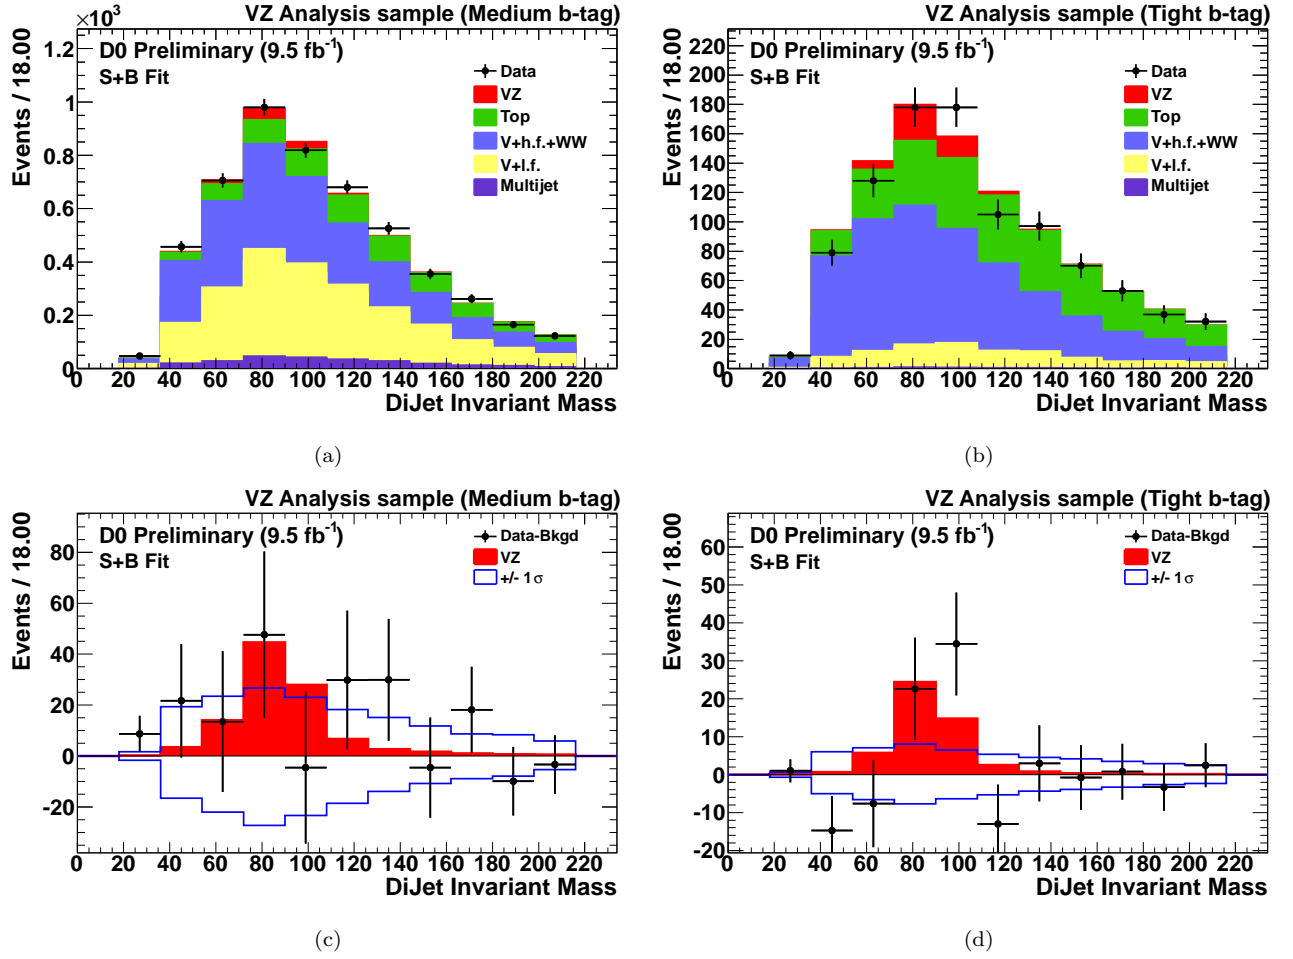 VZ Analysis sample (Medium b-tag)
×10³
D0 Preliminary (9.5 fb⁻¹)
S+B Fit
Data
VZ
Top
V+h.f.+WW
V+l.f.
Multijet
Events / 18.00
1.2
1
0.8
0.6
0.4
0.2
0
0 20 40 60 80 100 120 140 160 180 200 220
DiJet Invariant Mass
(a)
VZ Analysis sample (Tight b-tag)
D0 Preliminary (9.5 fb⁻¹)
S+B Fit
Data
VZ
Top
V+h.f.+WW
V+l.f.
Multijet
Events / 18.00
220
200
180
160
140
120
100
80
60
40
20
0
0 20 40 60 80 100 120 140 160 180 200 220
DiJet Invariant Mass
(b)
VZ Analysis sample (Medium b-tag)
D0 Preliminary (9.5 fb⁻¹)
S+B Fit
Data-Bkgd
VZ
+/- 1σ
Events / 18.00
80
60
40
20
0
-20
0 20 40 60 80 100 120 140 160 180 200 220
DiJet Invariant Mass
(c)
VZ Analysis sample (Tight b-tag)
D0 Preliminary (9.5 fb⁻¹)
S+B Fit
Data-Bkgd
VZ
+/- 1σ
Events / 18.00
60
50
40
30
20
10
0
-10
-20
0 20 40 60 80 100 120 140 160 180 200 220
DiJet Invariant Mass
(d)